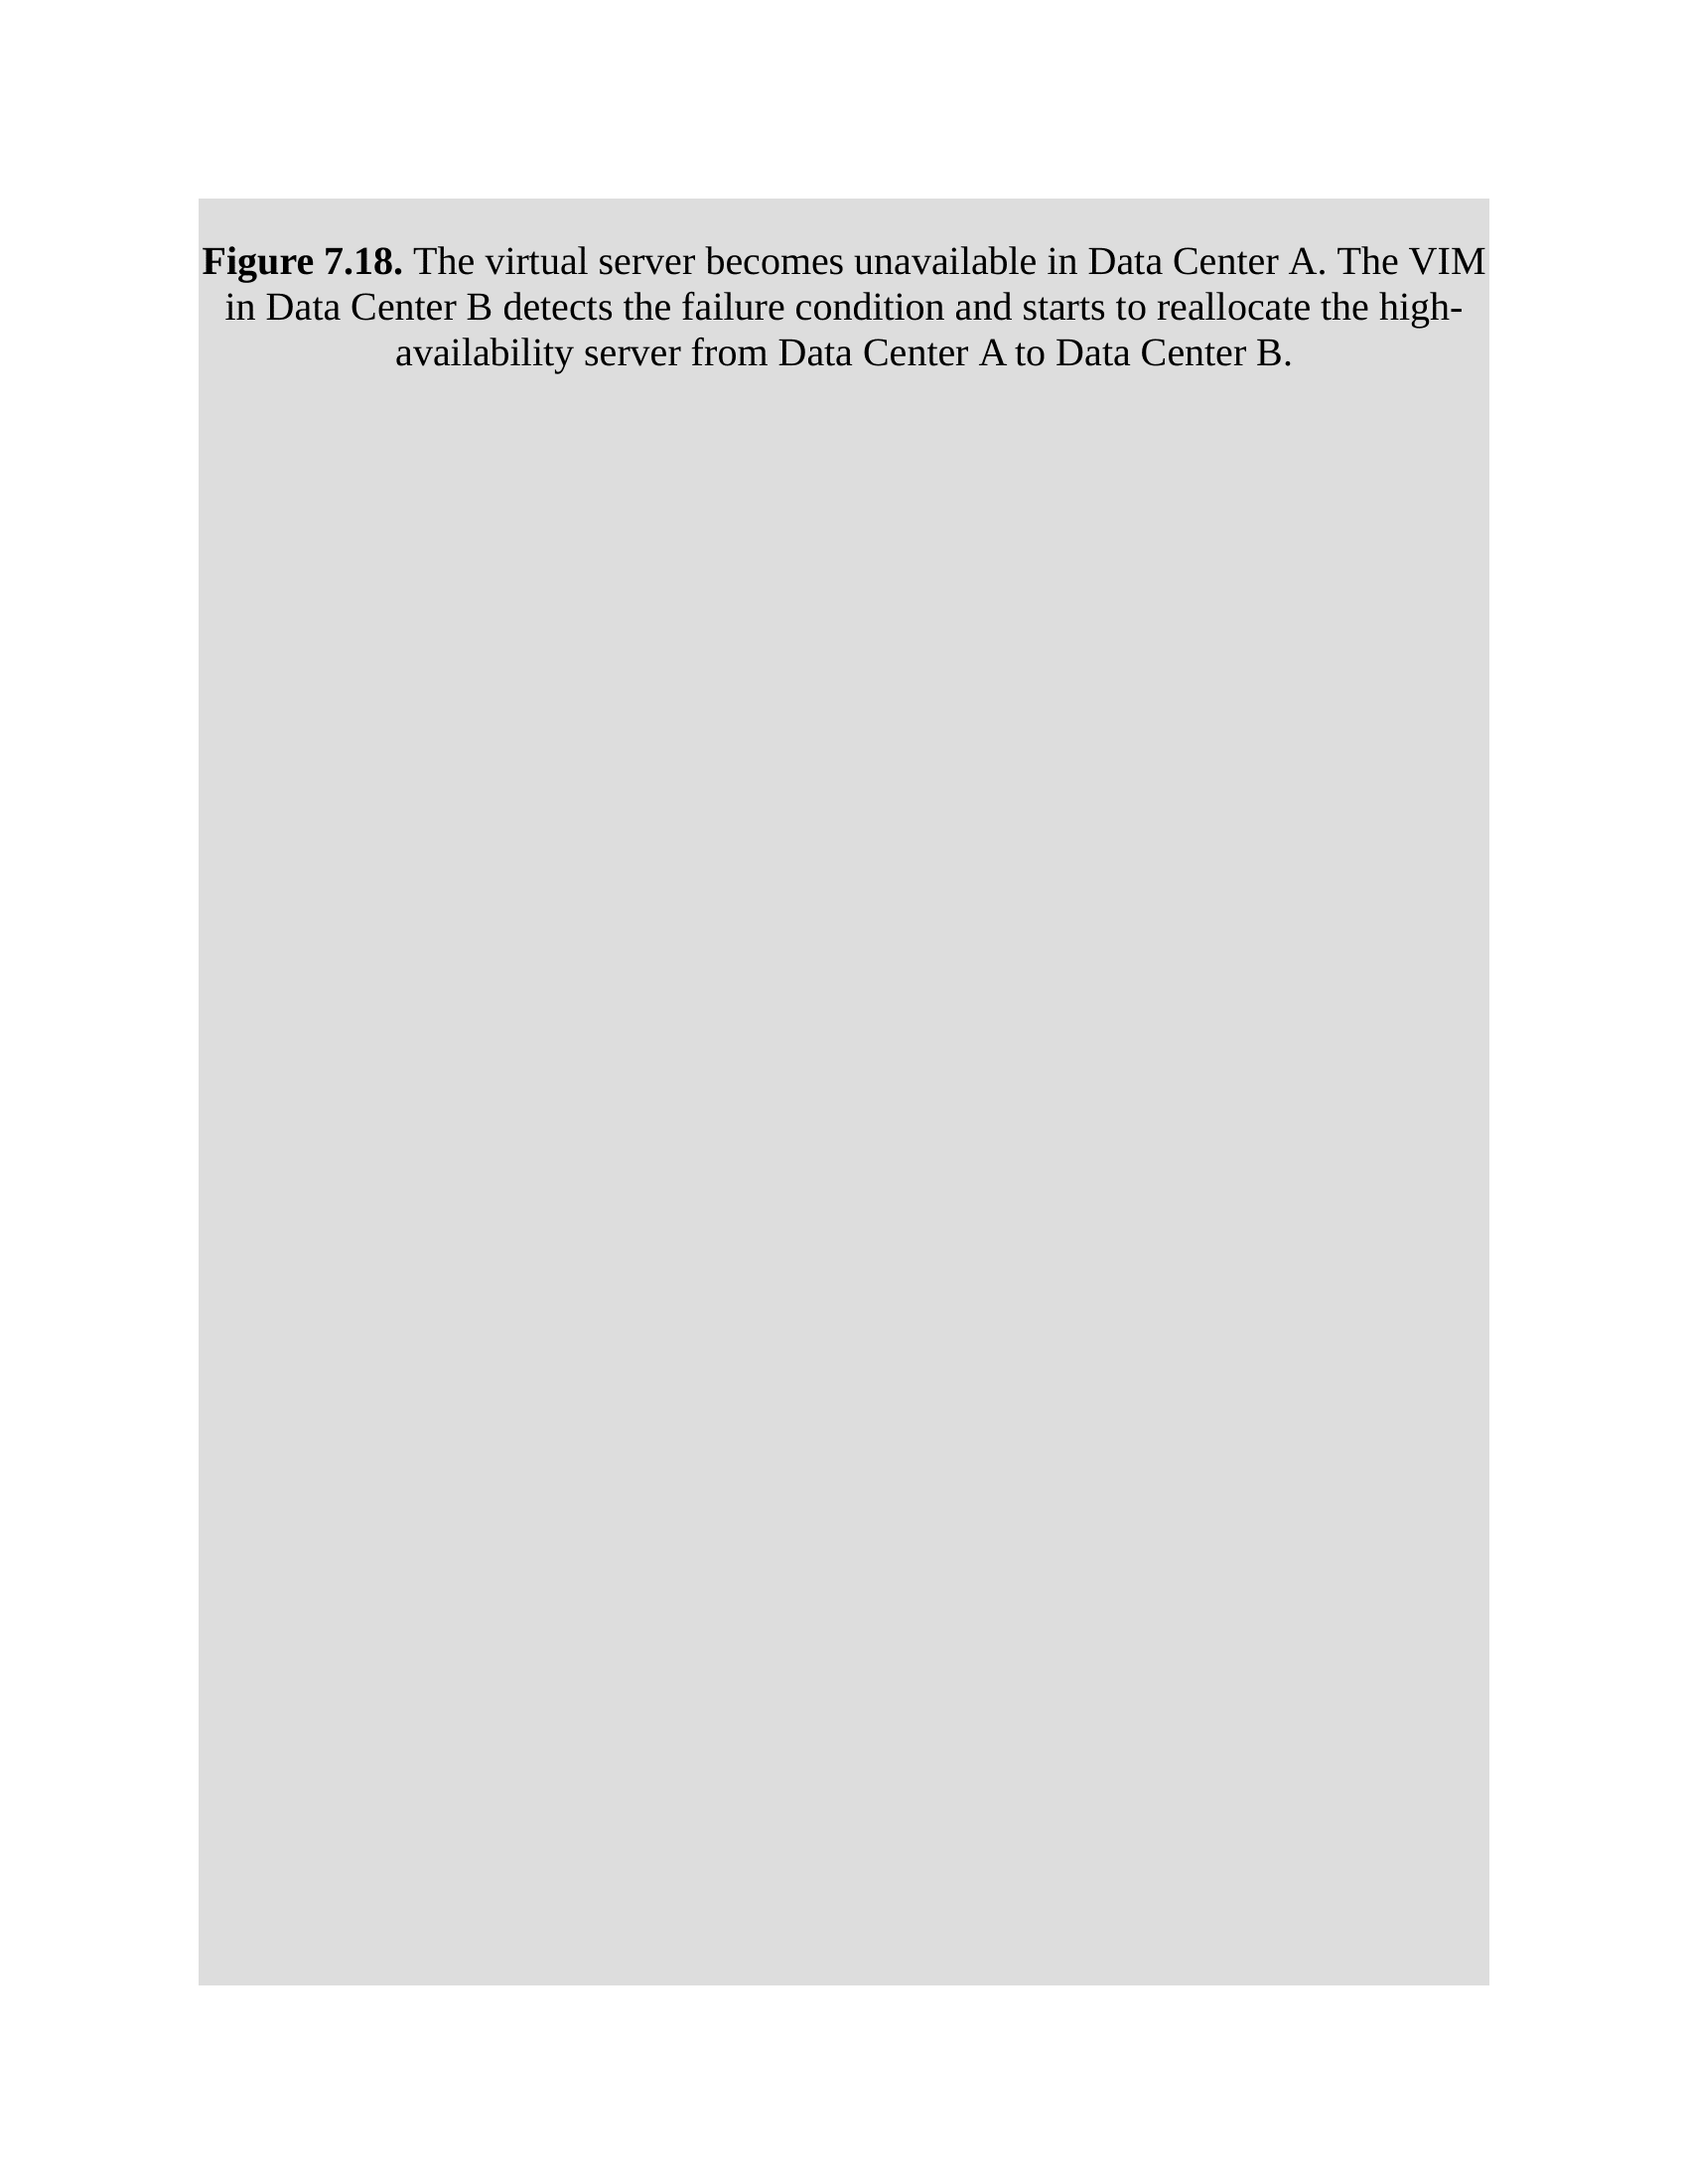 Figure 7.18. The virtual server becomes unavailable in Data Center A. The VIM
in Data Center B detects the failure condition and starts to reallocate the high-
availability server from Data Center A to Data Center B.